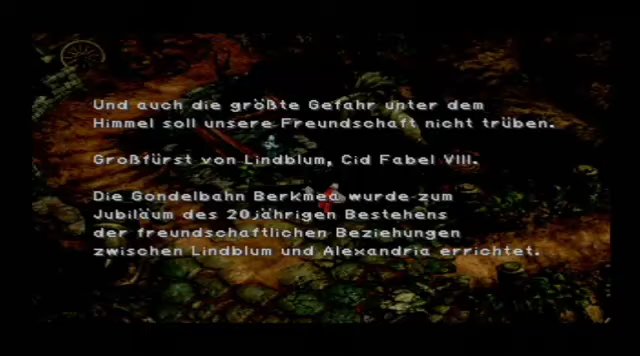 Und auch die größte Gefahr unter dem
Himmel soll unsere Freundschaft nicht trüben.
Großfürst von Lindblum, Cid Fabel VIII.
Die Gondelbahn Berkmea wurde zum
Jubiläum des 20jährigen Bestehens
der freundschaftlichen Beziehungen
zwischen Lindblum und Alexandria errichtet.